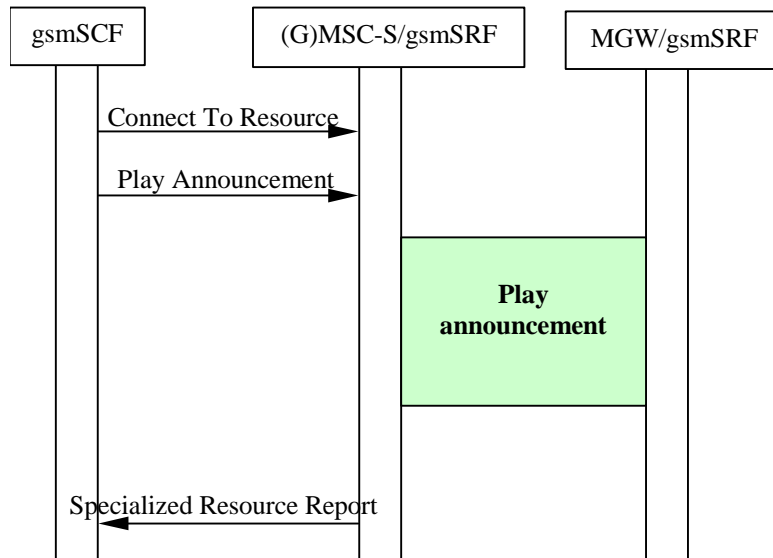 gsmSCF
(G)MSC-S/gsmSRF
MGW/gsmSRF
Connect To Resource
Play Announcement
Play
announcement
Specialized Resource Report